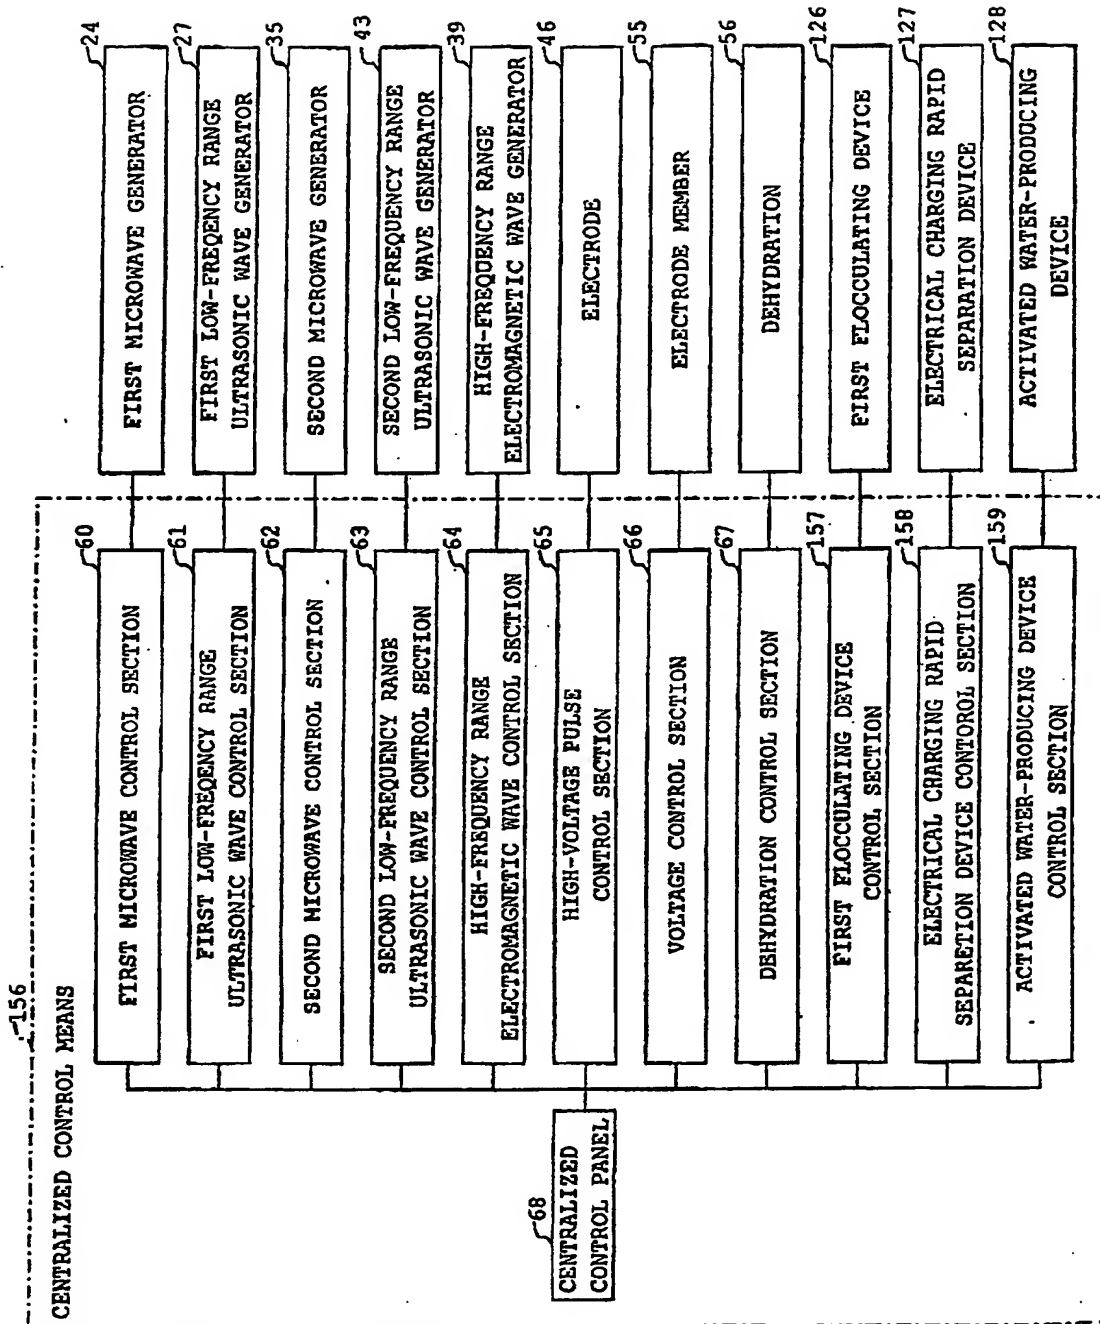 156
CENTRALIZED CONTROL MEANS
68
CENTRALIZED
CONTROL PANEL
60
FIRST MICROWAVE CONTROL SECTION
61
FIRST LOW-FREQENCY RANGE
ULTRASONIC WAVE CONTROL SECTION
62
SECOND MICROWAVE CONTROL SECTION
63
SECOND LOW-FREQUENCY RANGE
ULTRASONIC WAVE CONTROL SECTION
64
HIGH-FREQUENCY RANGE
ELECTROMAGNETIC WAVE CONTROL SECTION
65
HIGH-VOLTAGE PULSE
CONTROL SECTION
66
VOLTAGE CONTROL SECTION
67
DEHYDRATION CONTROL SECTION
157
FIRST FLOCCULATING DEVICE
CONTROL SECTION
158
ELECTRICAL CHARGING RAPID
SEPARETION DEVICE CONTOROL SECTION
159
ACTIVATED WATER-PRODUCING DEVICE
CONTROL SECTION
24
FIRST MICROWAVE GENERATOR
27
FIRST LOW-FREQENCY RANGE
ULTRASONIC WAVE GENERATOR
35
SECOND MICROWAVE GENERATOR
43
SECOND LOW-FREQUENCY RANGE
ULTRASONIC WAVE GENERATOR
39
HIGH-FREQUENCY RANGE
ELECTROMAGNETIC WAVE GENERATOR
46
ELECTRODE
55
ELECTRODE MEMBER
56
DEHYDRATION
126
FIRST FLOCCULATING DEVICE
127
ELECTRICAL CHARGING RAPID
SEPARATION DEVICE
128
ACTIVATED WATER-PRODUCING
DEVICE